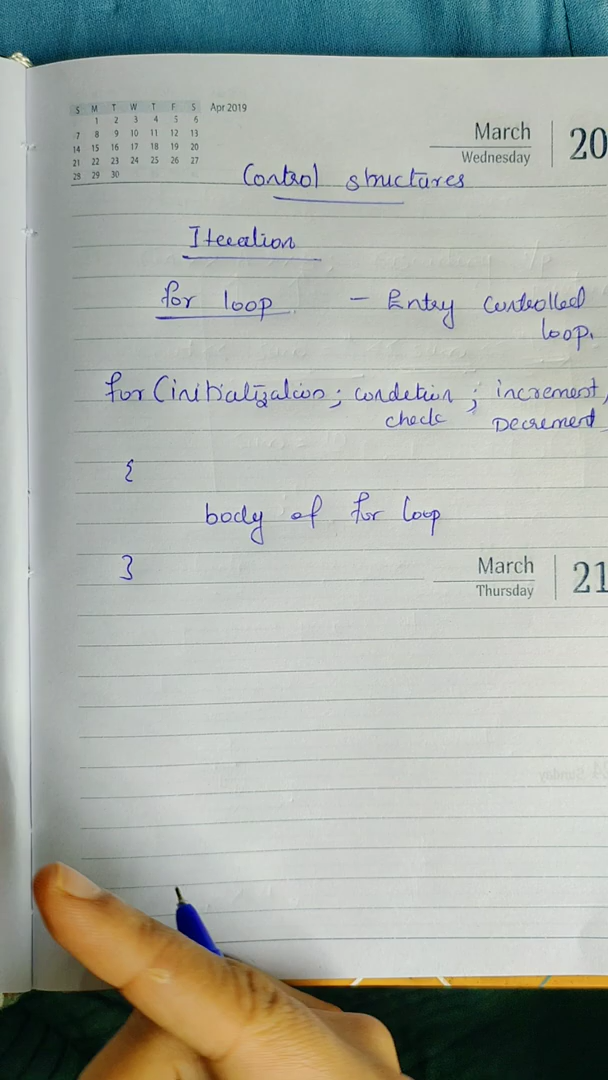 S M T W T F S Apr 2019
1 2 3 4 5 6
7 8 9 10 11 12 13
14 15 16 17 18 19 20
21 22 23 24 25 26 27
28 29 30
March 20
Wednesday
Control structures
Iteration
for loop - Entry controlled
loop.
for (initialization ; condition ; increment,
check Decrement
{
body of for loop
}
March 21
Thursday